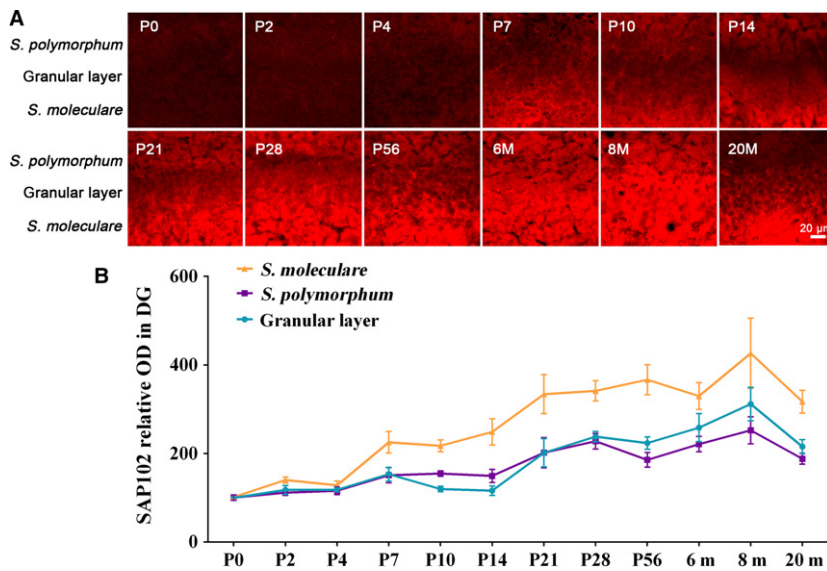 A
P0 P2 P4 P7 P10 P14
S. polymorphum
Granular layer
S. moleculare
P21 P28 P56 6M 8M 20M
S. polymorphum
Granular layer
S. moleculare
20 μm
B
SAP102 relative OD in DG
600
400
200
0
S. moleculare
S. polymorphum
Granular layer
P0 P2 P4 P7 P10 P14 P21 P28 P56 6 m 8 m 20 m